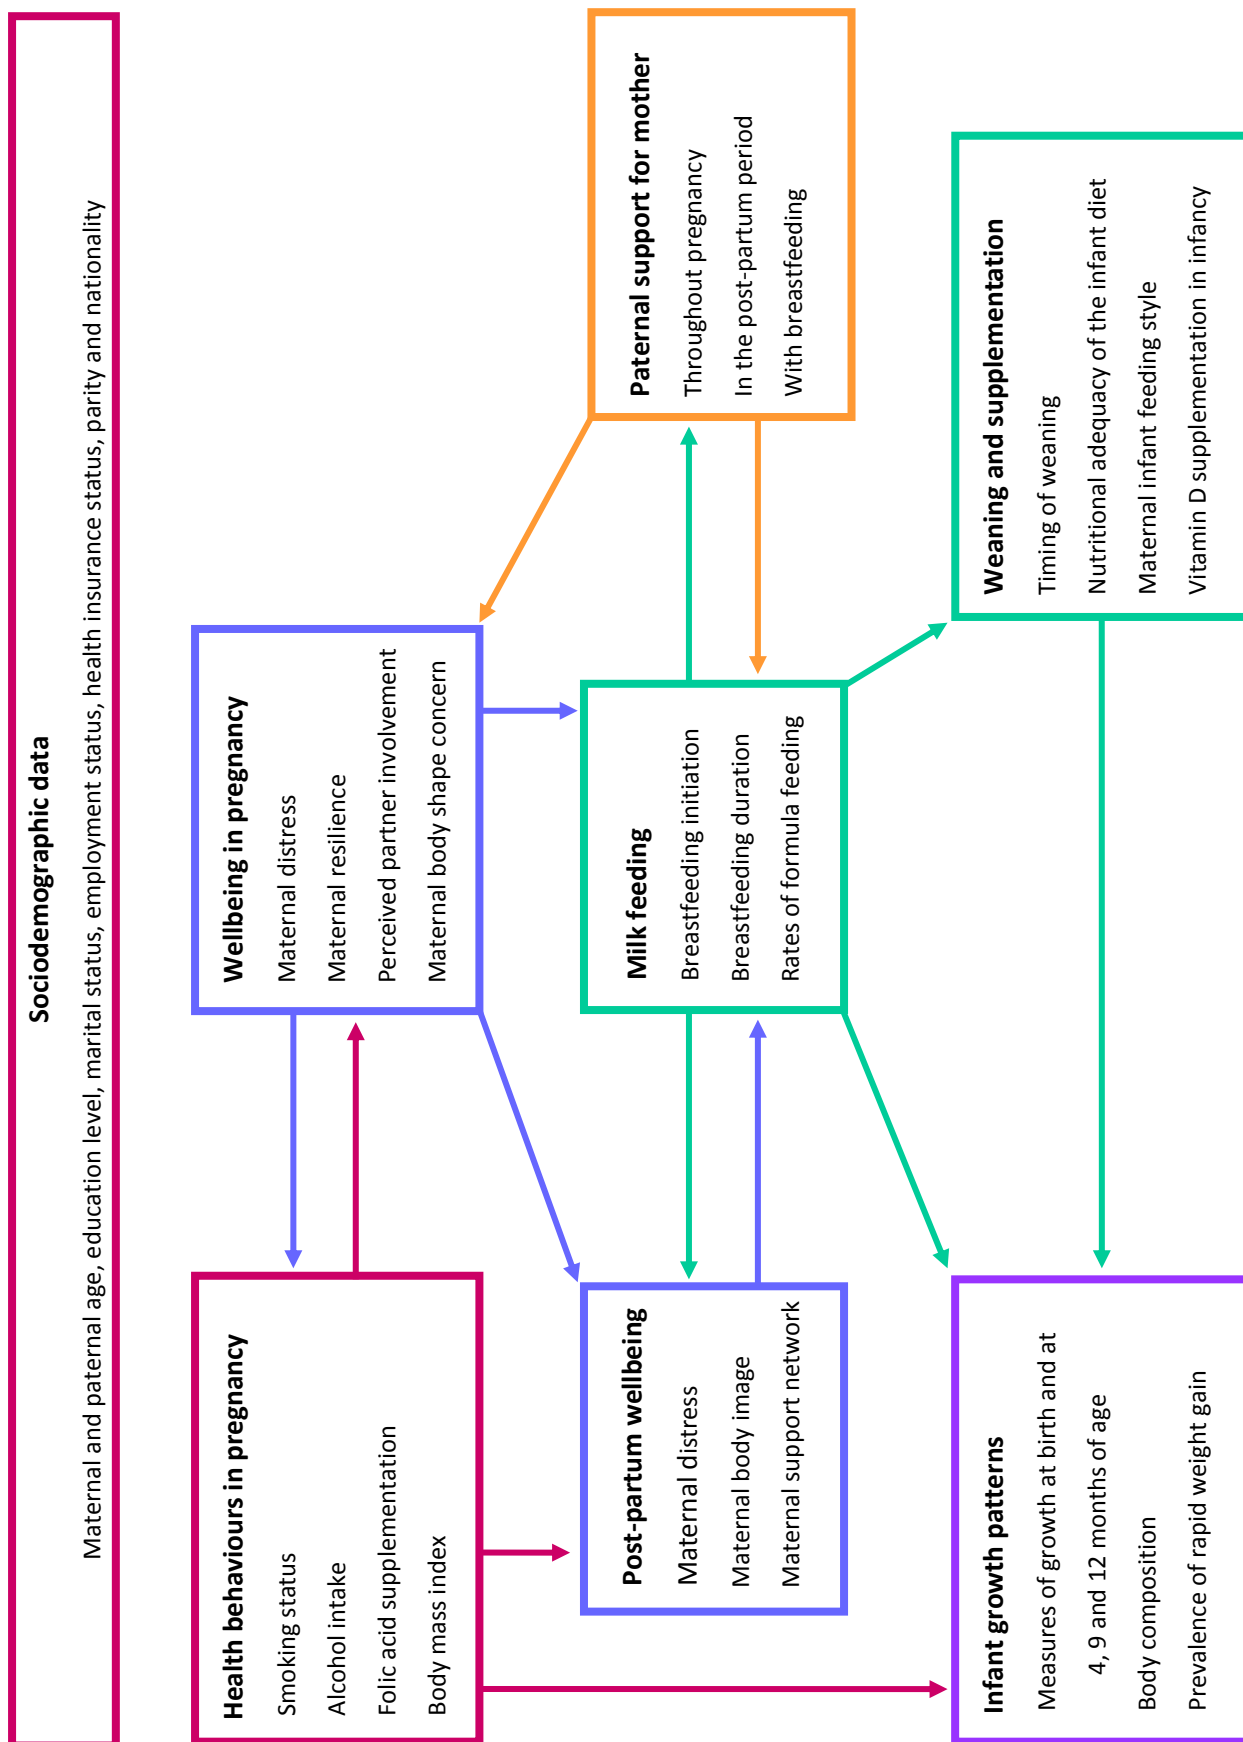 Sociodemographic data
Maternal and paternal age, education level, marital status, employment status, health insurance status, parity and nationality
Health behaviours in pregnancy
Smoking status
Alcohol intake
Folic acid supplementation
Body mass index
Wellbeing in pregnancy
Maternal distress
Maternal resilience
Perceived partner involvement
Maternal body shape concern
Paternal support for mother
Throughout pregnancy
In the post-partum period
With breastfeeding
Post-partum wellbeing
Maternal distress
Maternal body image
Maternal support network
Milk feeding
Breastfeeding initiation
Breastfeeding duration
Rates of formula feeding
Infant growth patterns
Measures of growth at birth and at
4, 9 and 12 months of age
Body composition
Prevalence of rapid weight gain
Weaning and supplementation
Timing of weaning
Nutritional adequacy of the infant diet
Maternal infant feeding style
Vitamin D supplementation in infancy